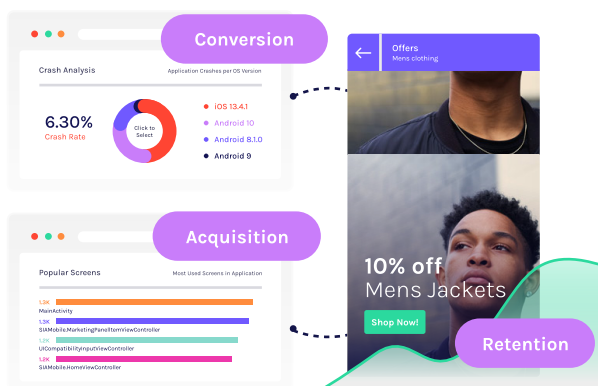 Conversion
Crash Analysis
Application Crashes per OS Version
6.30%
Crash Rate
Click to
Select
iOS 13.4.1
Android 10
Android 8.1.0
Android 9
Acquisition
Popular Screens
Most Used Screens in Application
1.3K
MainActivity
1.3K
SIAMobile.MarketingPanelItemViewController
1.2K
UICompatibilityInputViewController
1.2K
SIAMobile.HomeViewController
Offers
Mens clothing
10% off
Mens Jackets
Shop Now!
Retention